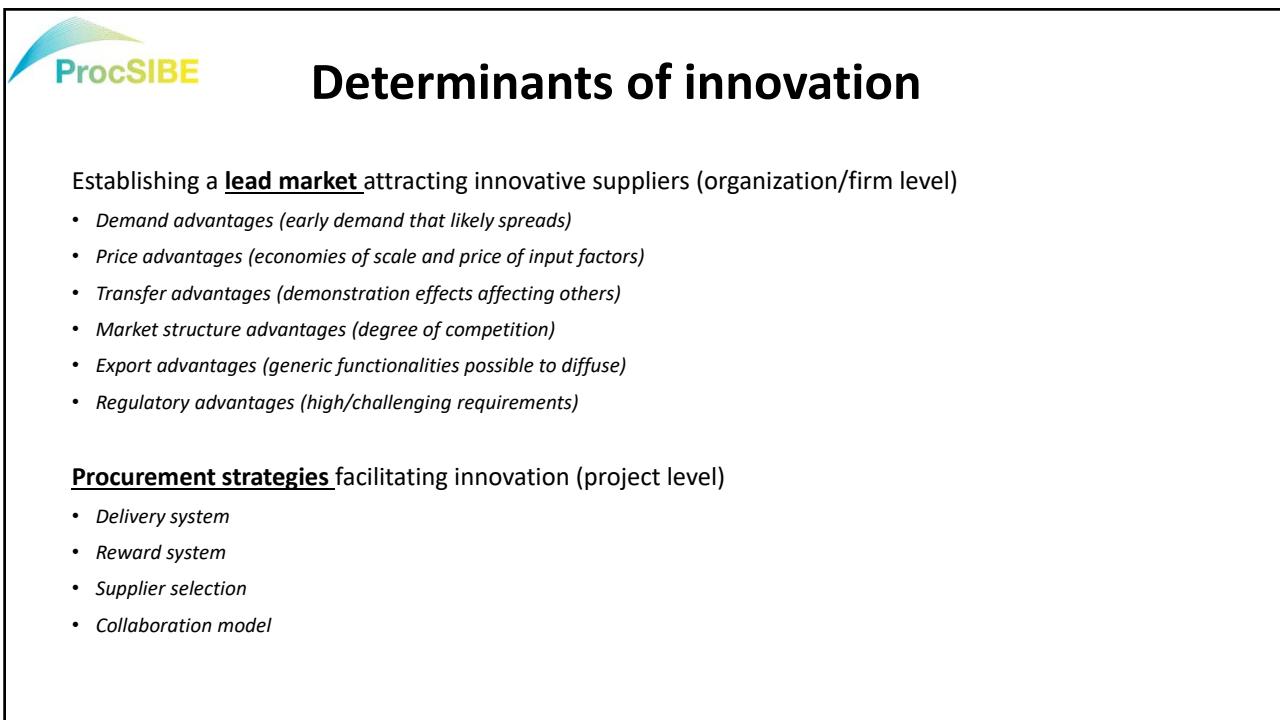 ProcSIBE
Determinants of innovation
Establishing a lead market attracting innovative suppliers (organization/firm level)
• Demand advantages (early demand that likely spreads)
• Price advantages (economies of scale and price of input factors)
• Transfer advantages (demonstration effects affecting others)
• Market structure advantages (degree of competition)
• Export advantages (generic functionalities possible to diffuse)
• Regulatory advantages (high/challenging requirements)
Procurement strategies facilitating innovation (project level)
• Delivery system
• Reward system
• Supplier selection
• Collaboration model